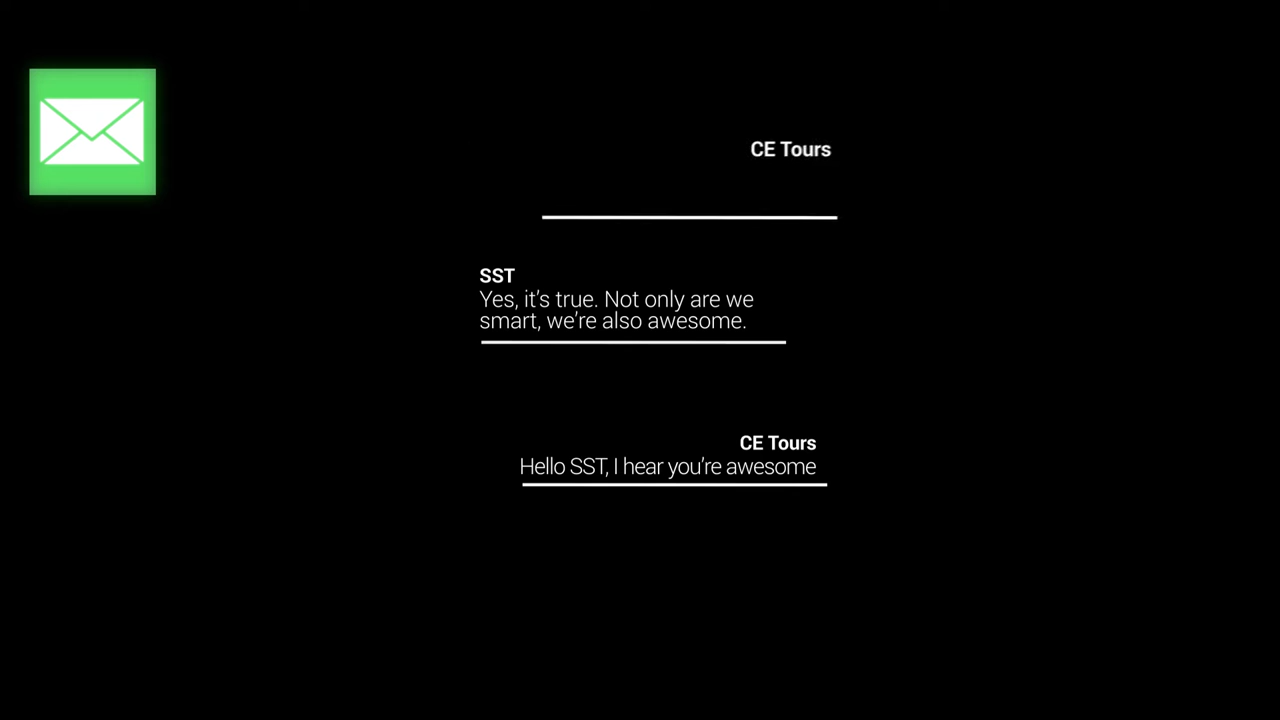 CE Tours
SST
Yes, it's true. Not only are we
smart, we're also awesome.
CE Tours
Hello SST, I hear you're awesome